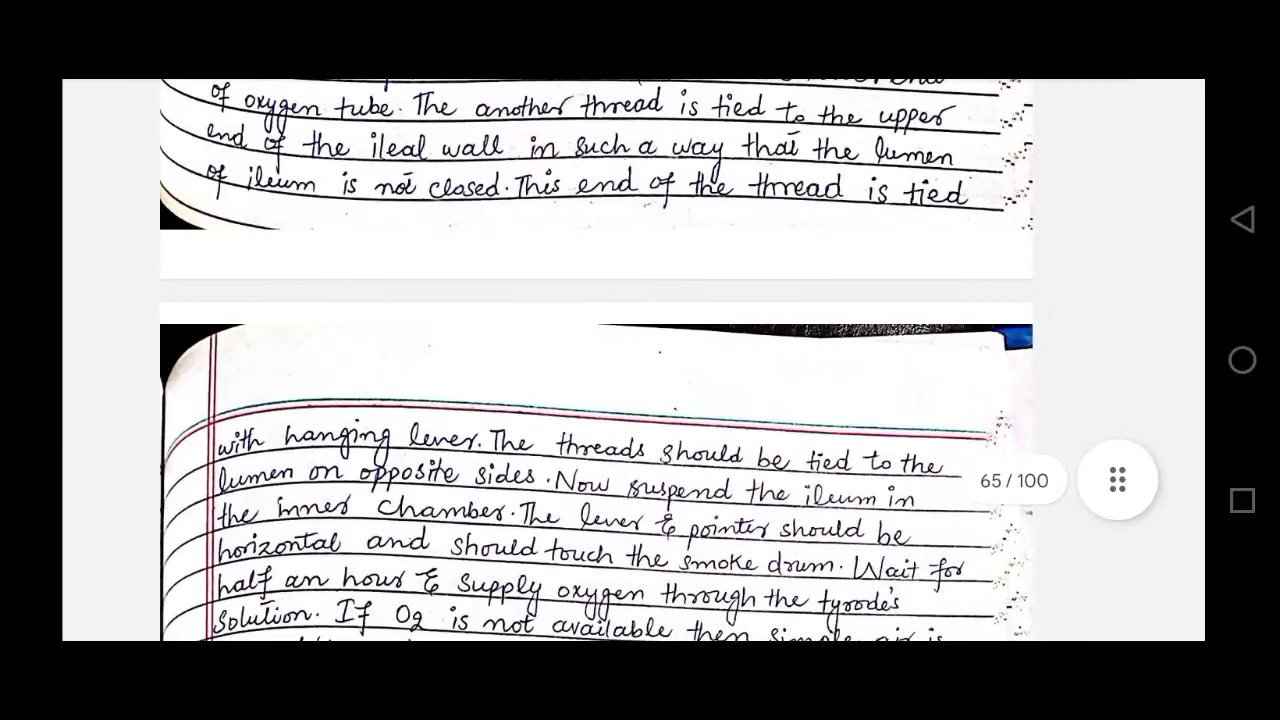 of oxygen tube. The another thread is tied to the upper
end of the ileal wall in such a way that the lumen
of ileum is not closed. This end of the thread is tied
with hanging lever. The threads should be tied to the
lumen on opposite sides. Now suspend the ileum in
65 / 100
the inner chamber. The lever & pointer should be
horizontal and should touch the smoke drum. Wait for
half an hour & supply oxygen through the tyrode's
solution. If O2 is not available then simple air is